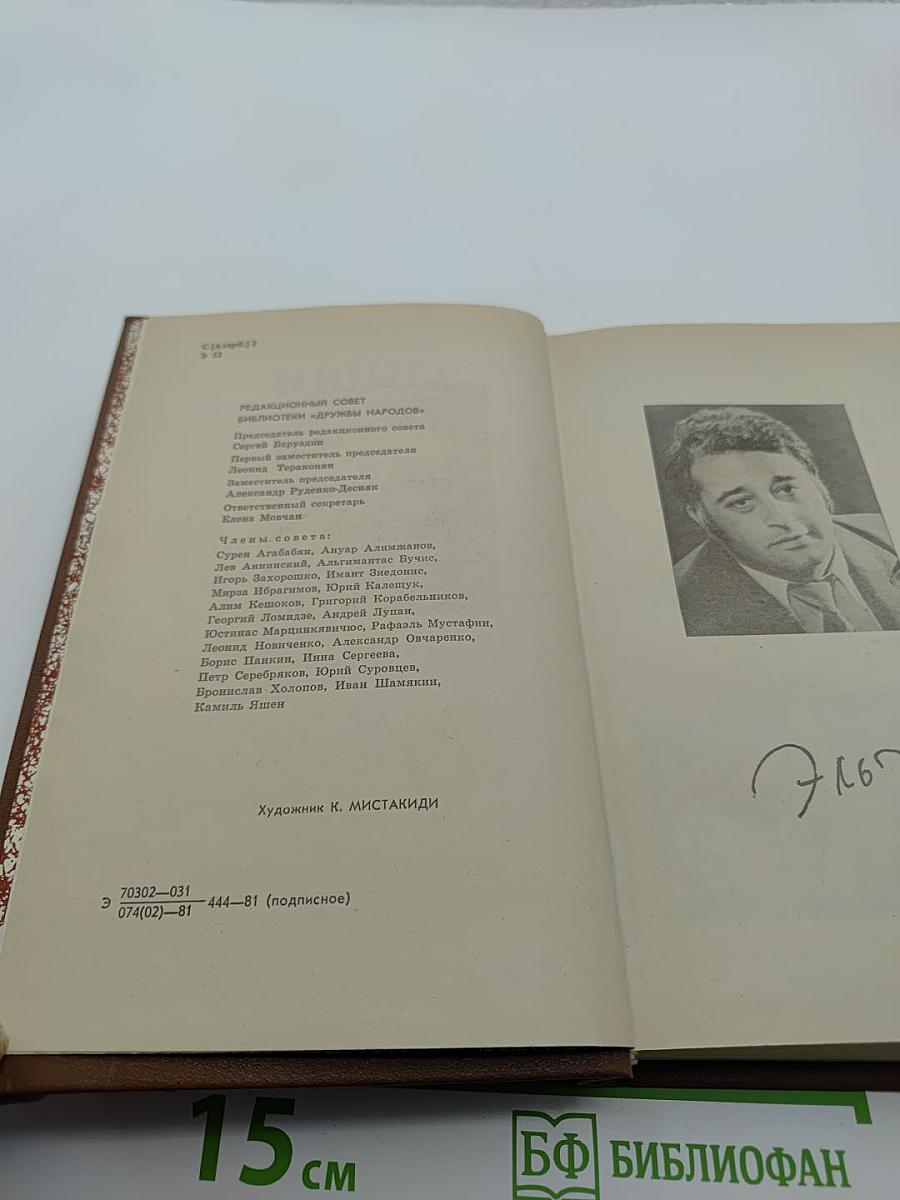 С(азерб)2
Э 53
РЕДАКЦИОННЫЙ СОВЕТ
БИБЛИОТЕКИ «ДРУЖБЫ НАРОДОВ»
Председатель редакционного совета
Сергей Баруздин
Первый заместитель председателя
Леонид Теракопян
Заместитель председателя
Александр Руденко-Десняк
Ответственный секретарь
Елена Мовчан
Члены совета:
Сурен Агабабян, Ануар Алимжанов,
Лев Аннинский, Альгимантас Бучис,
Игорь Захорошко, Имант Зиедонис,
Мирза Ибрагимов, Юрий Калещук,
Алим Кешоков, Григорий Корабельников,
Георгий Ломидзе, Андрей Лупан,
Юстинас Марцинкявичюс, Рафаэль Мустафин,
Леонид Новиченко, Александр Овчаренко,
Борис Панкин, Инна Сергеева,
Петр Серебряков, Юрий Суровцев,
Бронислав Холопов, Иван Шамякин,
Камиль Яшен
Художник К. МИСТАКИДИ
Э 70302—031
074(02)—81 444—81 (подписное)
15 см
БФ БИБЛИОФАН